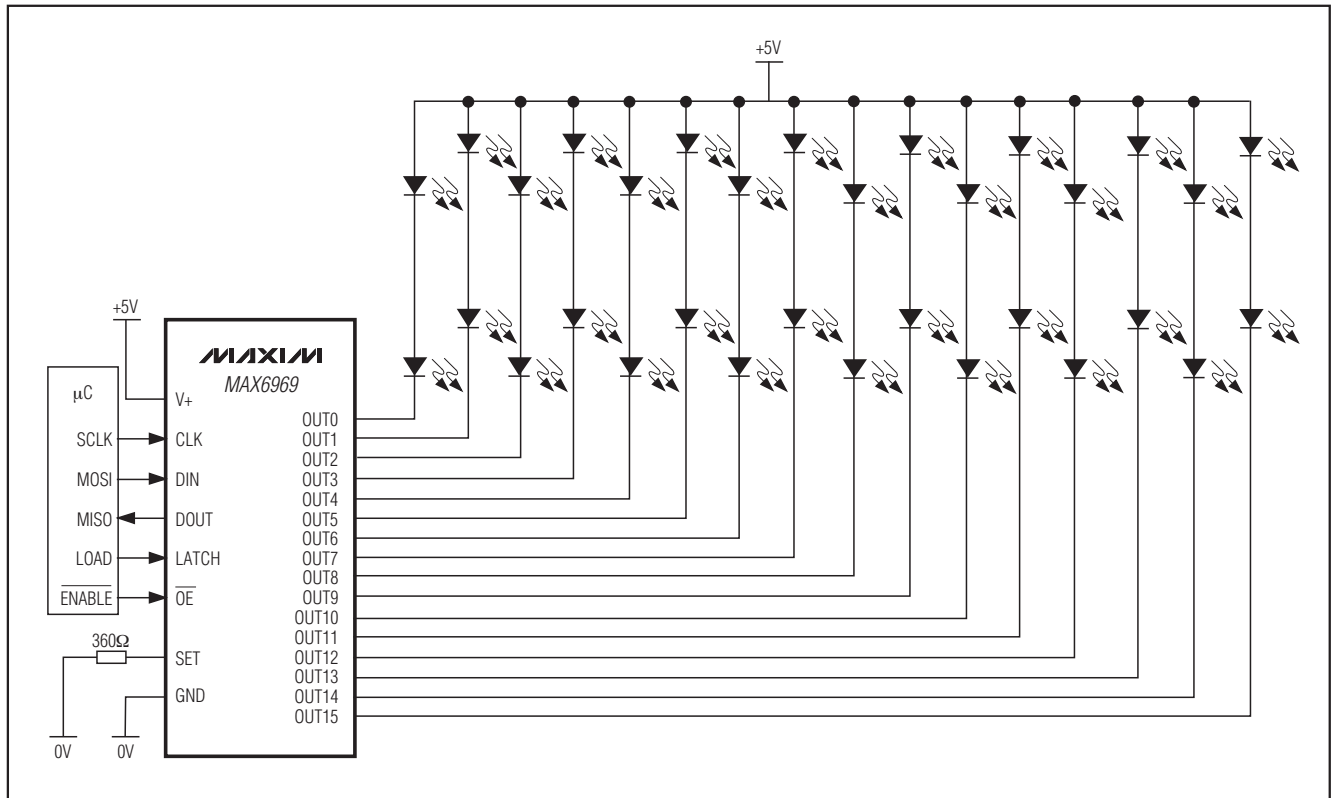 +5V
+5V
MAXIM
MAX6969
µC
V+
SCLK
CLK
MOSI
DIN
MISO
DOUT
LOAD
LATCH
ENABLE
OE
360Ω
SET
GND
0V
0V
OUT0
OUT1
OUT2
OUT3
OUT4
OUT5
OUT6
OUT7
OUT8
OUT9
OUT10
OUT11
OUT12
OUT13
OUT14
OUT15